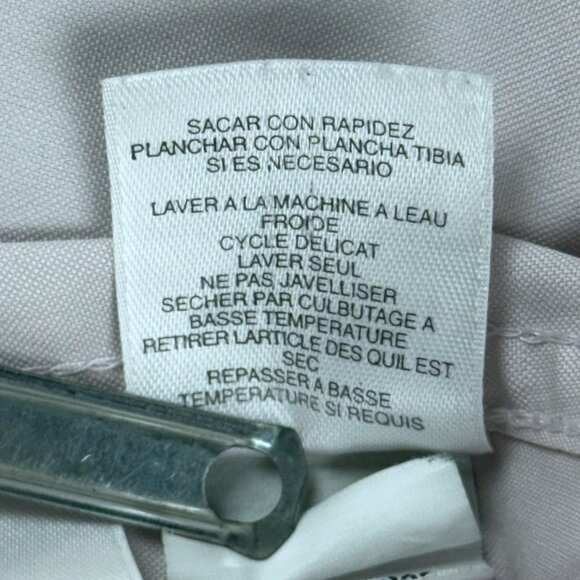 SACAR CON RAPIDEZ
PLANCHAR CON PLANCHA TIBIA
SI ES NECESARIO
LAVER A LA MACHINE A LEAU
FROIDE
CYCLE DELICAT
LAVER SEUL
NE PAS JAVELLISER
SECHER PAR CULBUTAGE A
BASSE TEMPERATURE
RETIRER LARTICLE DES QUIL EST
SEC
REPASSER A BASSE
TEMPERATURE SI REQUIS